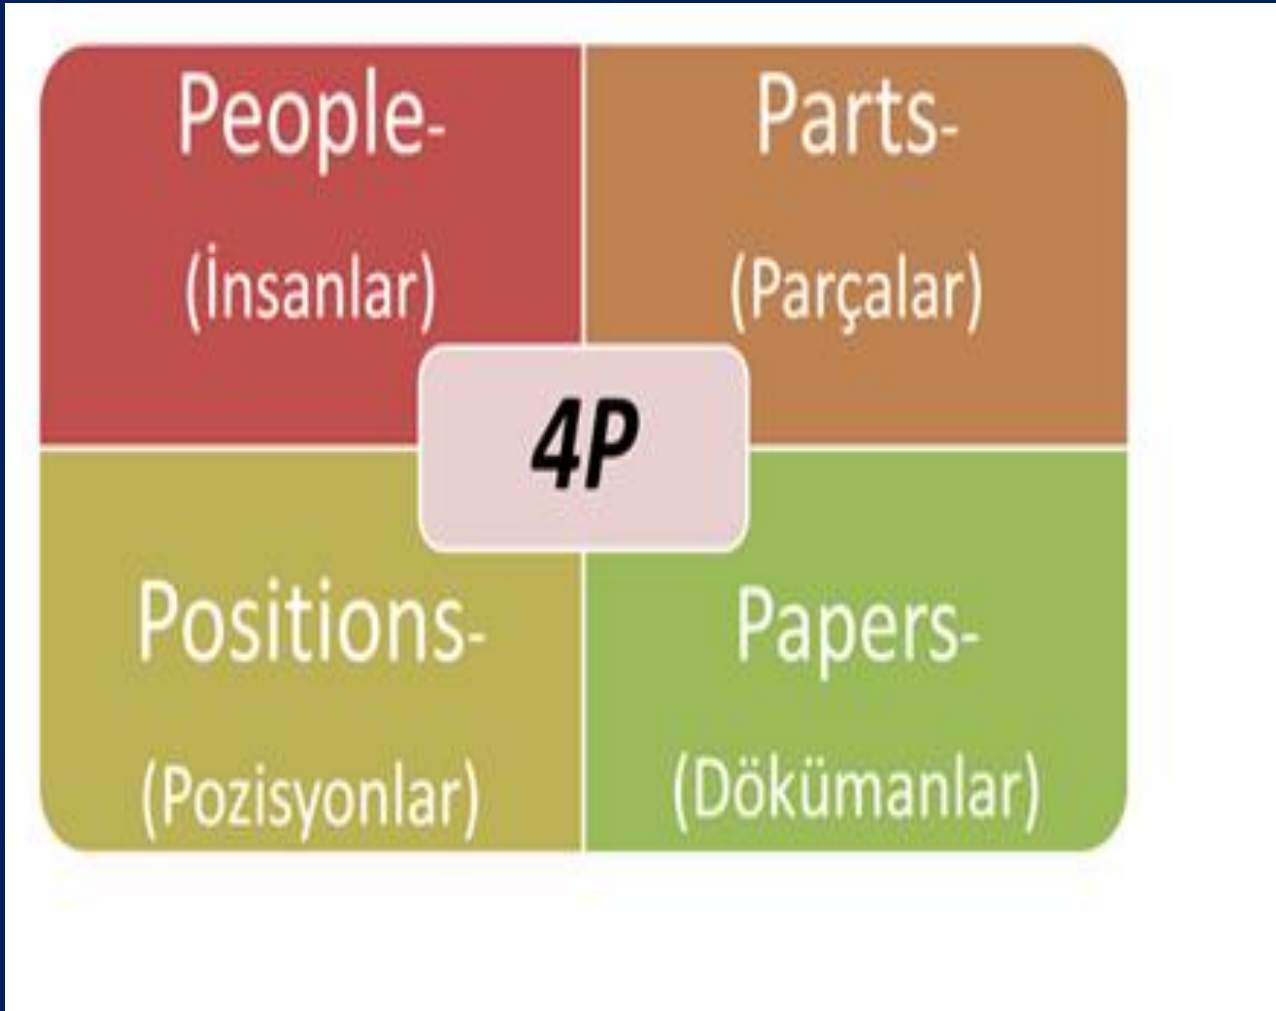 People-
(İnsanlar)
Parts-
(Parçalar)
4P
Positions-
(Pozisyonlar)
Papers-
(Dökümanlar)